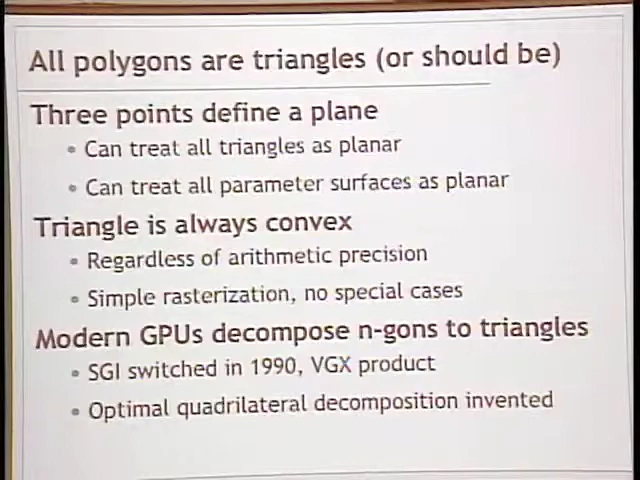 All polygons are triangles (or should be)
Three points define a plane
• Can treat all triangles as planar
• Can treat all parameter surfaces as planar
Triangle is always convex
• Regardless of arithmetic precision
• Simple rasterization, no special cases
Modern GPUs decompose n-gons to triangles
• SGI switched in 1990, VGX product
• Optimal quadrilateral decomposition invented